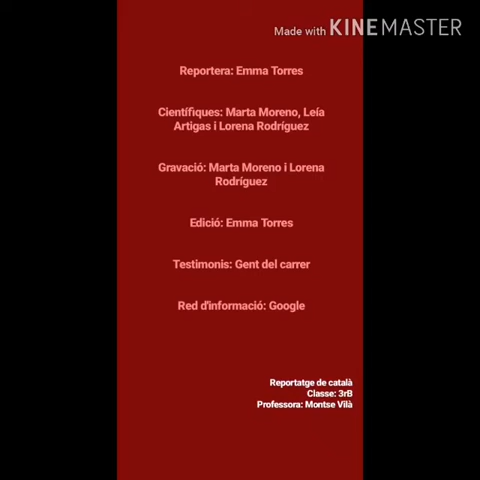 Made with KINEMASTER
Reportera: Emma Torres
Científiques: Marta Moreno, Leía
Artigas i Lorena Rodríguez
Gravació: Marta Moreno i Lorena
Rodríguez
Edició: Emma Torres
Testimonis: Gent del carrer
Red d'informació: Google
Reportatge de català
Classe: 3rB
Professora: Montse Vilà